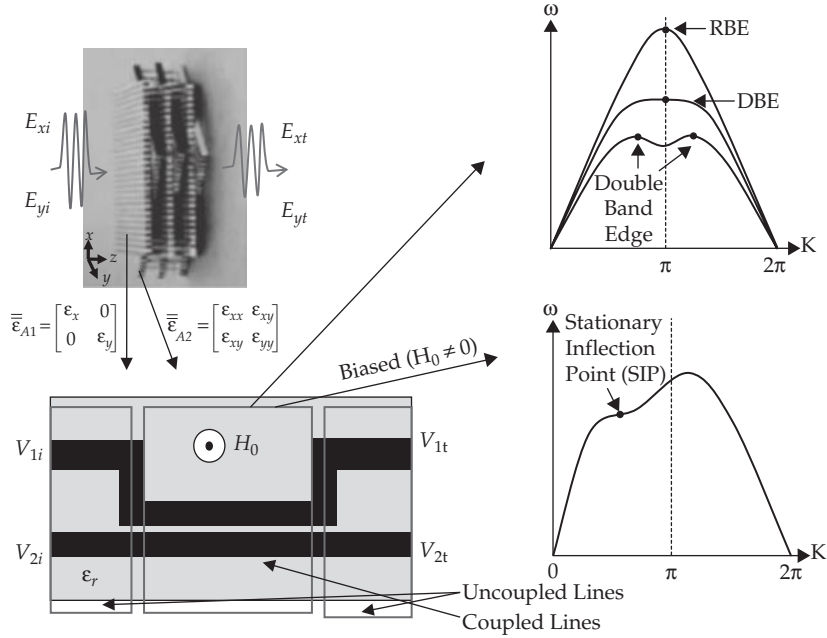 E_xi
E_yi
E_xt
E_yt
x
z
y
ε̿_A1 = [ε_x 0
0 ε_y]
ε̿_A2 = [ε_xx ε_xy
ε_xy ε_yy]
ω
RBE
DBE
Double
Band
Edge
π
2π
K
Biased (H_0 ≠ 0)
ω
Stationary
Inflection
Point (SIP)
0
π
2π
K
V_1i
H_0
V_1t
V_2i
V_2t
ε_r
Uncoupled Lines
Coupled Lines